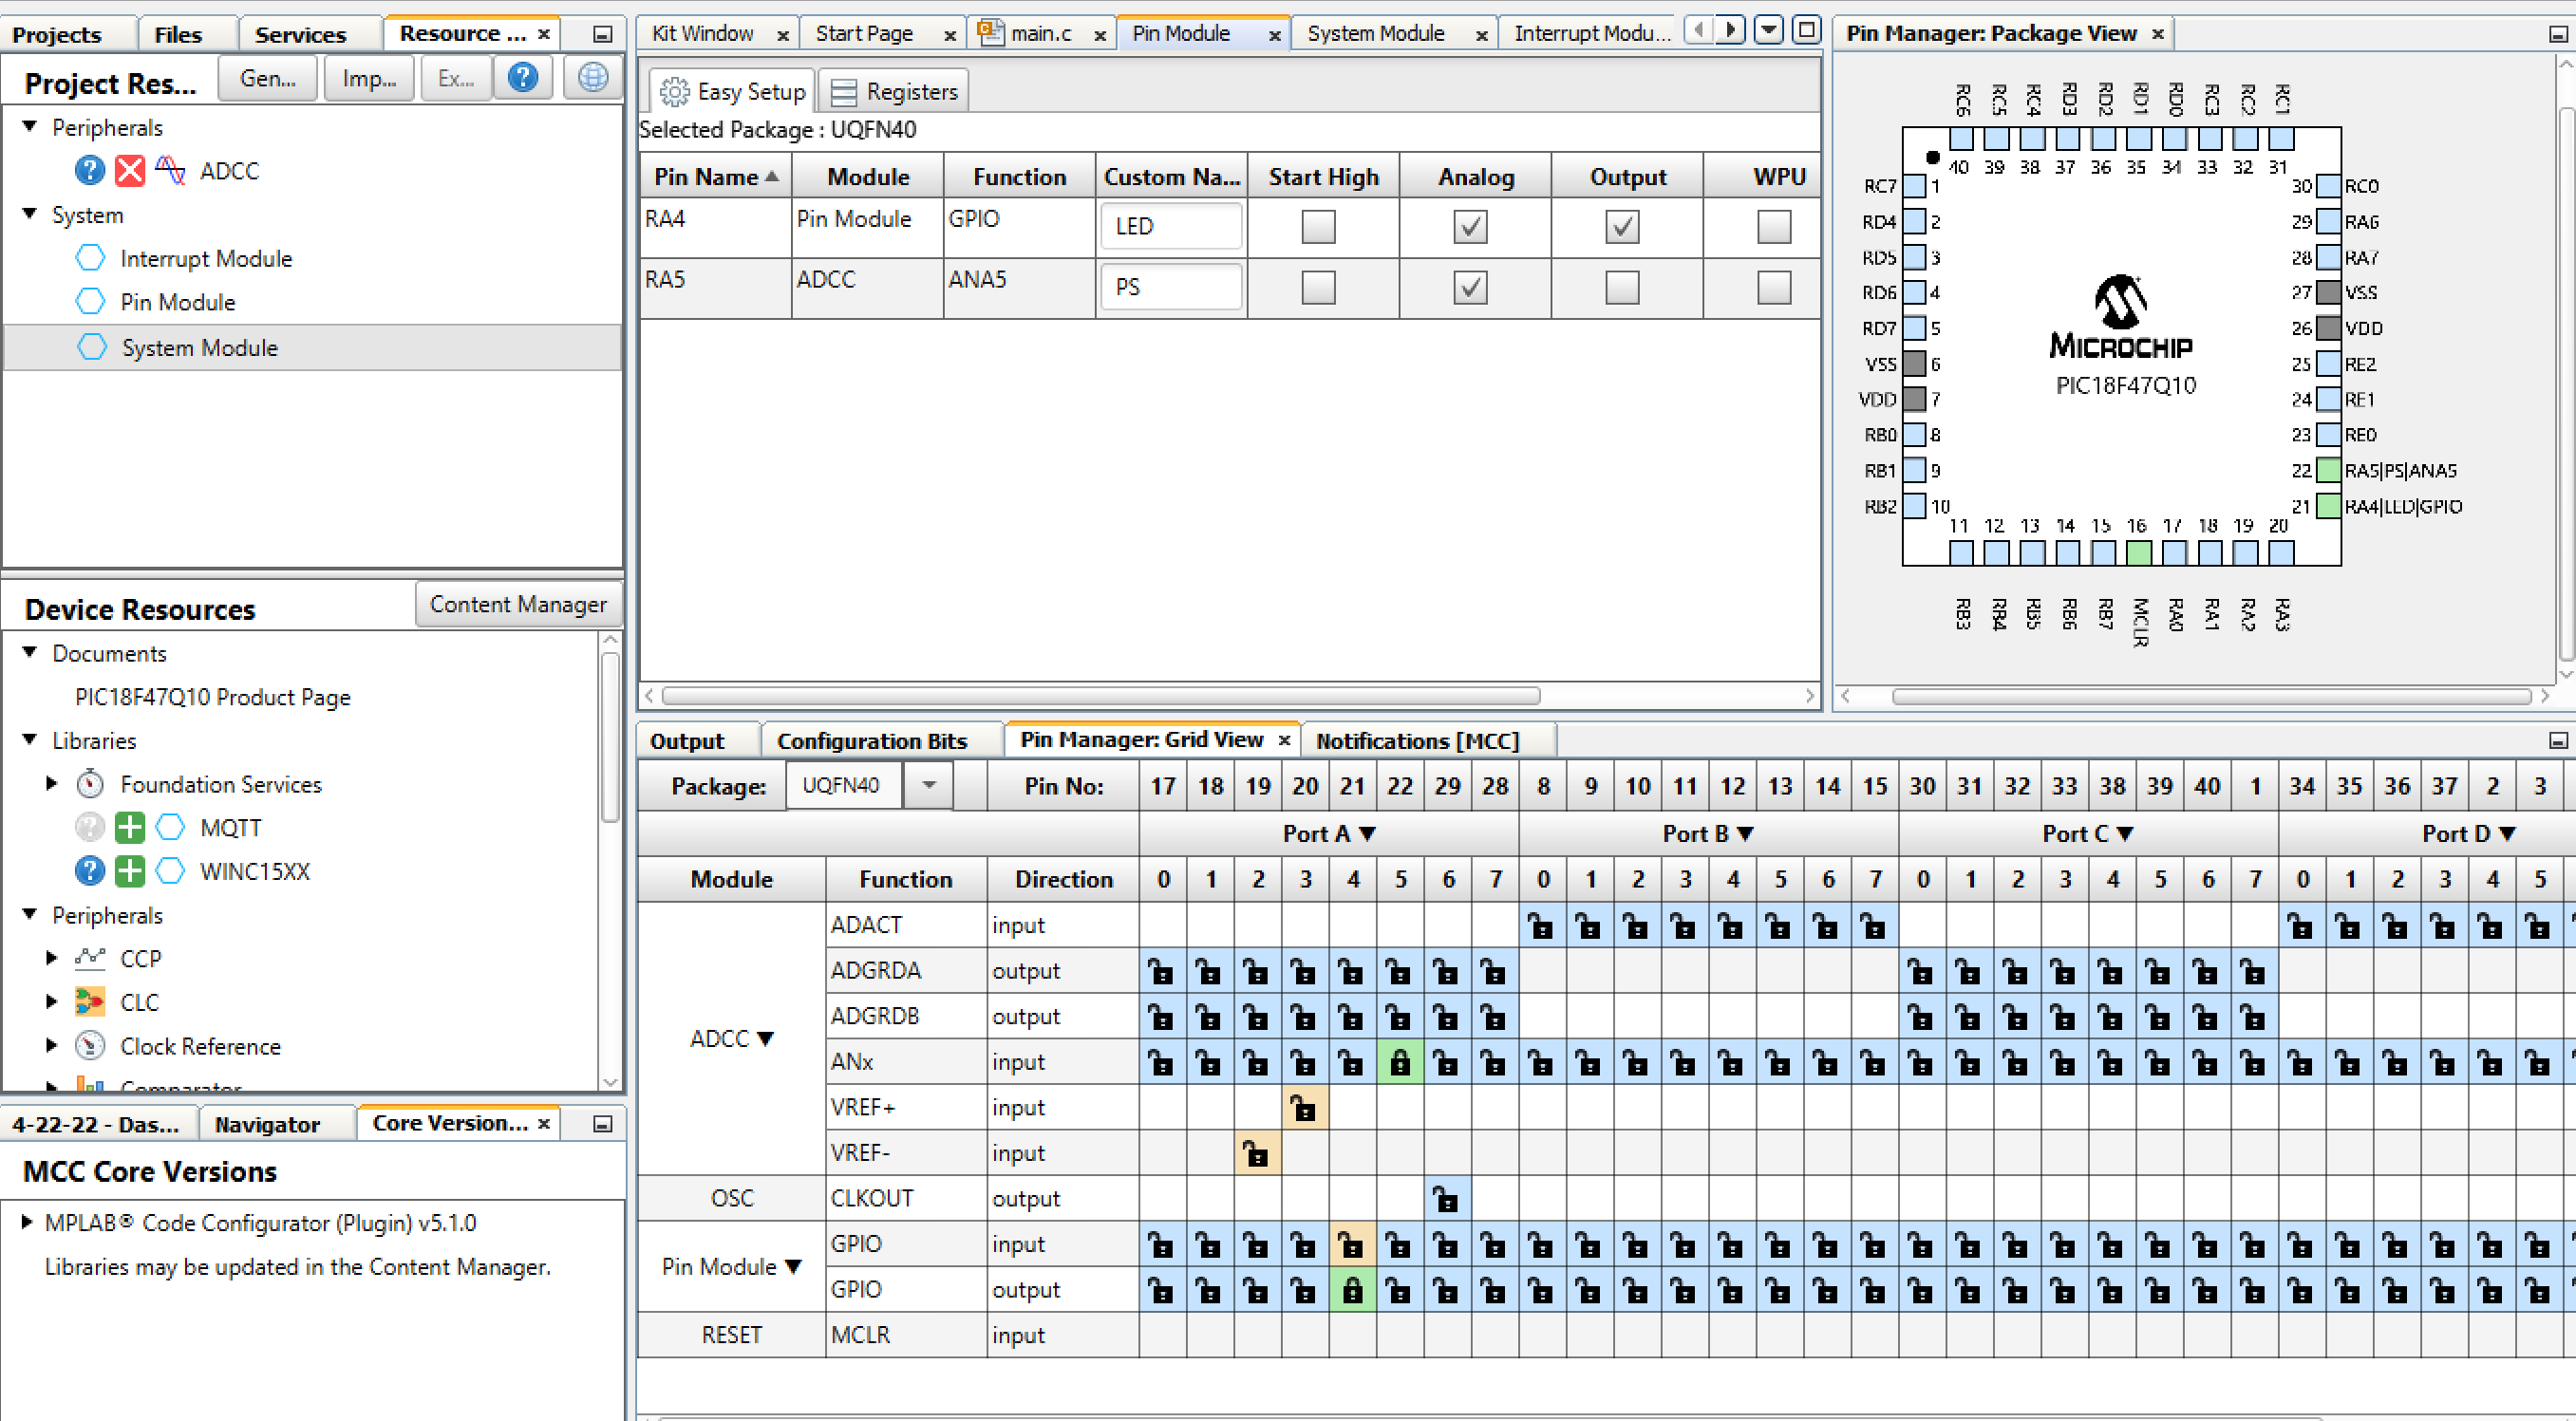 Projects Files Services Resource ...
Project Res... Gen... Imp... Ex...
Peripherals
ADCC
System
Interrupt Module
Pin Module
System Module
Device Resources Content Manager
Documents
PIC18F47Q10 Product Page
Libraries
Foundation Services
MQTT
WINC15XX
Peripherals
CCP
CLC
Clock Reference
Comparator
4-22-22 - Das... Navigator Core Version...
MCC Core Versions
MPLAB® Code Configurator (Plugin) v5.1.0
Libraries may be updated in the Content Manager.
Kit Window Start Page main.c Pin Module System Module Interrupt Modu...
Easy Setup Registers
Selected Package : UQFN40
Pin Name Module Function Custom Na... Start High Analog Output WPU
RA4 Pin Module GPIO LED
RA5 ADCC ANA5 PS
Pin Manager: Package View
RC6 RC5 RC4 RD3 RD2 RD1 RD0 RC3 RC2 RC1
40 39 38 37 36 35 34 33 32 31
RC7 1 30 RC0
RD4 2 29 RA6
RD5 3 28 RA7
RD6 4 27 VSS
RD7 5 26 VDD
VSS 6 25 RE2
VDD 7 24 RE1
RB0 8 23 RE0
RB1 9 22 RA5|PS|ANA5
RB2 10 21 RA4|LED|GPIO
MICROCHIP
PIC18F47Q10
11 12 13 14 15 16 17 18 19 20
RB3 RB4 RB5 RB6 RB7 MCLR RA0 RA1 RA2 RA3
Output Configuration Bits Pin Manager: Grid View Notifications [MCC]
Package: UQFN40 Pin No: 17 18 19 20 21 22 29 28 8 9 10 11 12 13 14 15 30 31 32 33 38 39 40 1 34 35 36 37 2 3
Port A Port B Port C Port D
Module Function Direction 0 1 2 3 4 5 6 7 0 1 2 3 4 5 6 7 0 1 2 3 4 5 6 7 0 1 2 3 4 5
ADCC
ADACT input
ADGRDA output
ADGRDB output
ANx input
VREF+ input
VREF- input
OSC CLKOUT output
Pin Module
GPIO input
GPIO output
RESET MCLR input